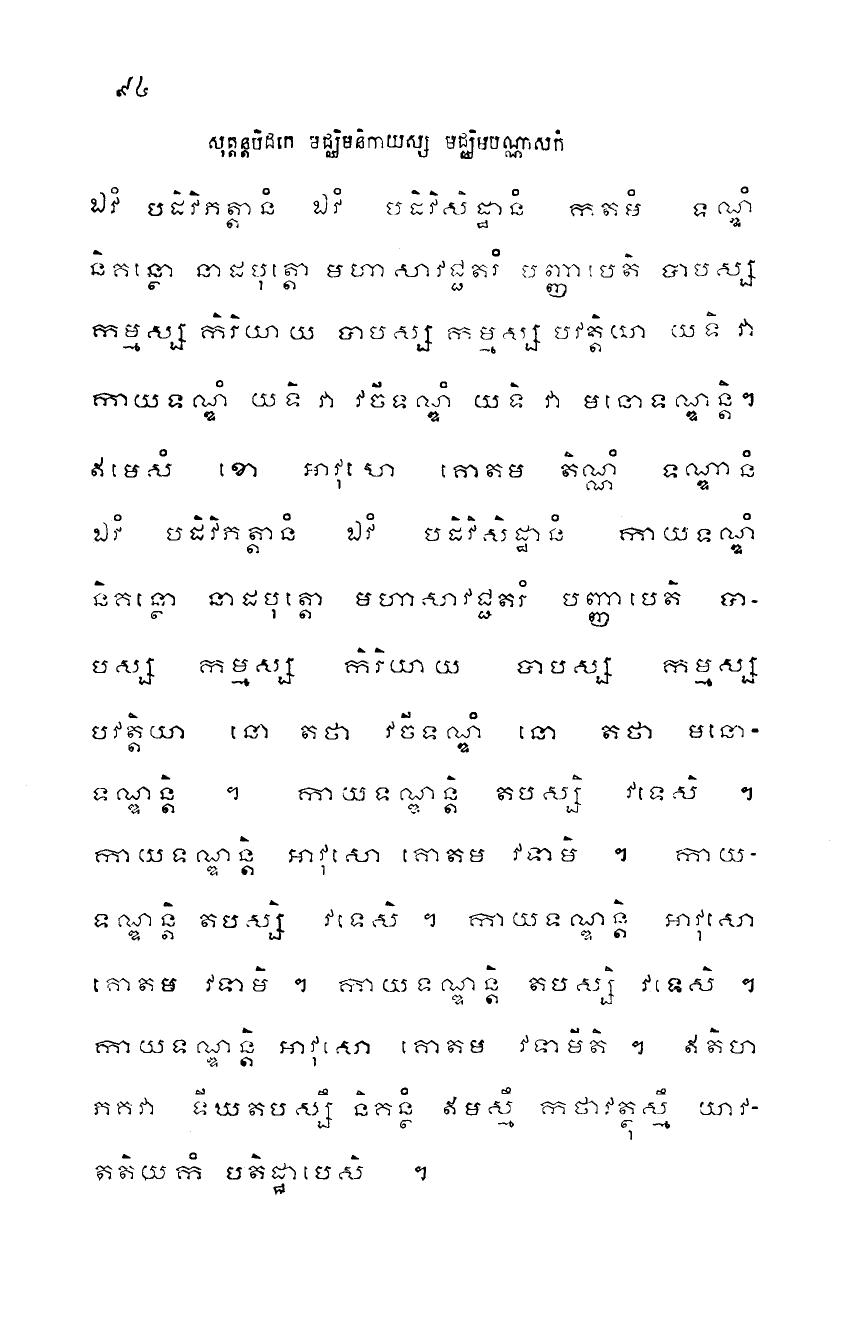 ៩៤
សុត្តន្តបិដកេ មជ្ឈិមនិកាយស្ស មជ្ឈិមបណ្ណាសកំ
ឯវំ បដិវិភត្តានំ ឯវំ បដិវិសិដ្ឋានំ កតមំ ទណ្ឌំ
និគន្ថោ នាដបុត្តោ មហាសាវជ្ជតរំ បញ្ញាបេតិ បាបស្ស
កម្មស្ស កិរិយាយ បាបស្ស កម្មស្ស បវត្តិយា យទិ វា
កាយទណ្ឌំ យទិ វា វចីទណ្ឌំ យទិ វា មនោទណ្ឌន្តិ។
ឥមេសំ ខោ អាវុសោ គោតម តិណ្ណំ ទណ្ឌានំ
ឯវំ បដិវិភត្តានំ ឯវំ បដិវិសិដ្ឋានំ កាយទណ្ឌំ
និគន្ថោ នាដបុត្តោ មហាសាវជ្ជតរំ បញ្ញាបេតិ បា-
បស្ស កម្មស្ស កិរិយាយ បាបស្ស កម្មស្ស
បវត្តិយា នោ តថា វចីទណ្ឌំ នោ តថា មនោ-
ទណ្ឌន្តិ ។ កាយទណ្ឌន្តិ តបស្សិ វទេសិ ។
កាយទណ្ឌន្តិ អាវុសោ គោតម វទាមិ ។ កាយ-
ទណ្ឌន្តិ តបស្សិ វទេសិ ។ កាយទណ្ឌន្តិ អាវុសោ
គោតម វទាមិ ។ កាយទណ្ឌន្តិ តបស្សិ វទេសិ ។
កាយទណ្ឌន្តិ អាវុសោ គោតម វទាមីតិ ។ ឥតិហ
ភគវា ទីឃតបស្សឹ និគន្ថំ ឥមស្មឹ កថាវត្ថុស្មឹ យាវ-
តតិយកំ បតិដ្ឋាបេសិ ។